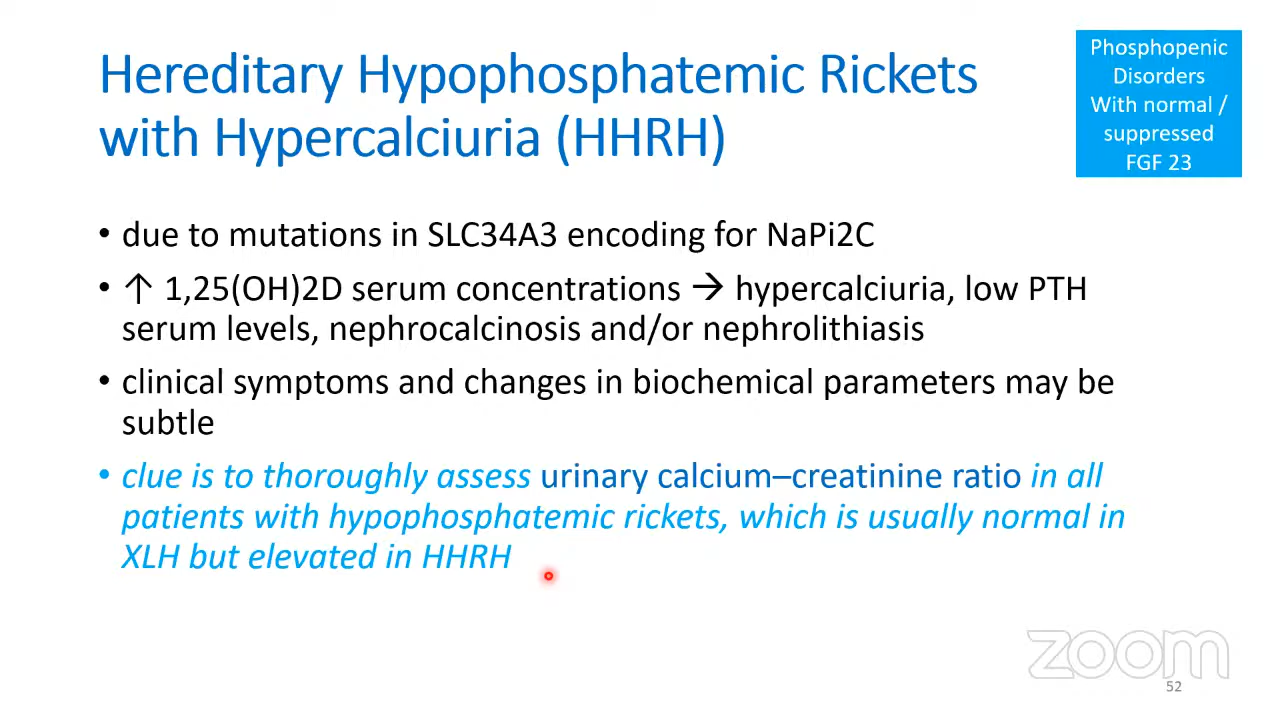 Hereditary Hypophosphatemic Rickets
with Hypercalciuria (HHRH)
Phosphopenic
Disorders
With normal /
suppressed
FGF 23
• due to mutations in SLC34A3 encoding for NaPi2C
• ↑ 1,25(OH)2D serum concentrations → hypercalciuria, low PTH
serum levels, nephrocalcinosis and/or nephrolithiasis
• clinical symptoms and changes in biochemical parameters may be
subtle
• clue is to thoroughly assess urinary calcium–creatinine ratio in all
patients with hypophosphatemic rickets, which is usually normal in
XLH but elevated in HHRH
zoom
52